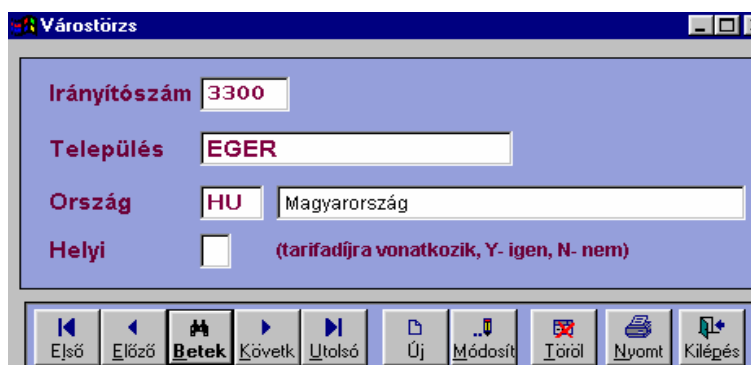 Várostörzs
Irányítószám 3300
Település EGER
Ország HU Magyarország
Helyi (tarifadíjra vonatkozik, Y- igen, N- nem)
Első Előző Betek Követk Utolsó Új Módosít Töröl Nyomt Kilépés